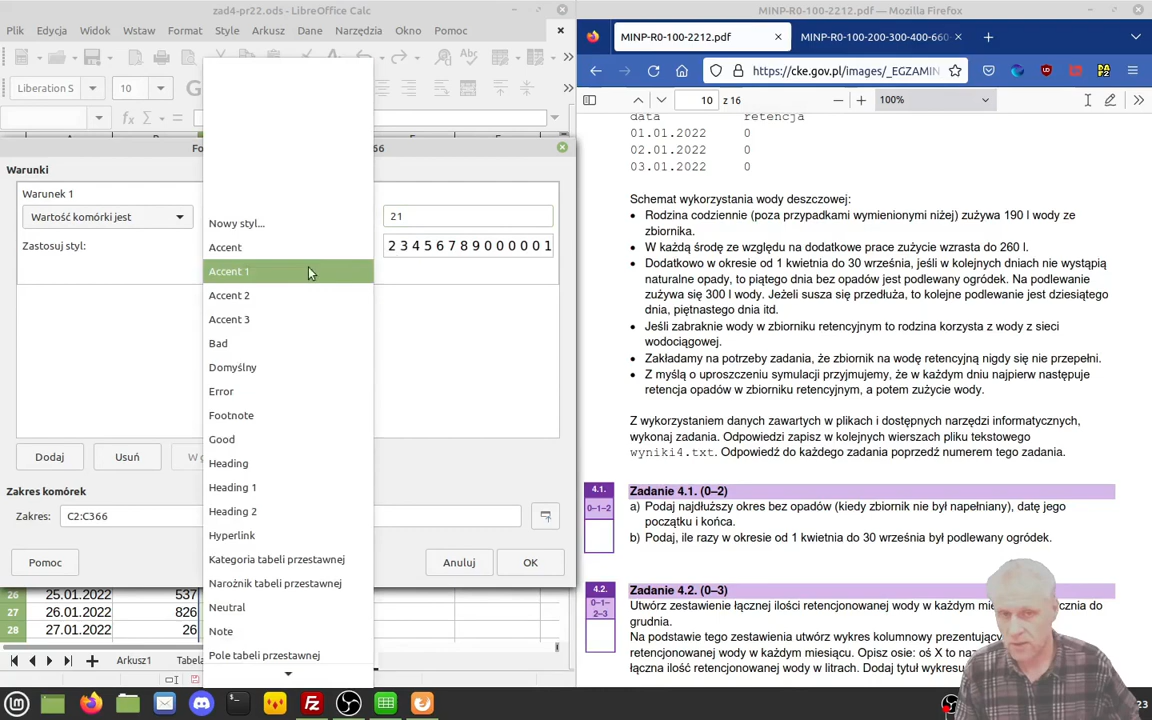 zad4-pr22.ods - LibreOffice Calc
Plik Edycja Widok Wstaw Format Style Arkusz Dane Narzędzia Okno Pomoc
Liberation S 10
66
Warunki
Warunek 1
Wartość komórki jest
21
Zastosuj styl:
2 3 4 5 6 7 8 9 0 0 0 0 0 1
Nowy styl...
Accent
Accent 1
Accent 2
Accent 3
Bad
Domyślny
Error
Footnote
Good
Heading
Heading 1
Heading 2
Hyperlink
Kategoria tabeli przestawnej
Narożnik tabeli przestawnej
Neutral
Note
Pole tabeli przestawnej
Dodaj Usuń
Zakres komórek
Zakres: C2:C366
Pomoc Anuluj OK
26 25.01.2022 537
27 26.01.2022 826
28 27.01.2022 26
Arkusz1
MINP-R0-100-2212.pdf — Mozilla Firefox
MINP-R0-100-2212.pdf
MINP-R0-100-200-300-400-660-
https://cke.gov.pl/images/_EGZAMIN
10 z 16 100%
data retencja
01.01.2022 0
02.01.2022 0
03.01.2022 0
Schemat wykorzystania wody deszczowej:
• Rodzina codziennie (poza przypadkami wymienionymi niżej) zużywa 190 l wody ze
zbiornika.
• W każdą środę ze względu na dodatkowe prace zużycie wzrasta do 260 l.
• Dodatkowo w okresie od 1 kwietnia do 30 września, jeśli w kolejnych dniach nie wystąpią
naturalne opady, to piątego dnia bez opadów jest podlewany ogródek. Na podlewanie
zużywa się 300 l wody. Jeżeli susza się przedłuża, to kolejne podlewanie jest dziesiątego
dnia, piętnastego dnia itd.
• Jeśli zabraknie wody w zbiorniku retencyjnym to rodzina korzysta z wody z sieci
wodociągowej.
• Zakładamy na potrzeby zadania, że zbiornik na wodę retencyjną nigdy się nie przepełni.
• Z myślą o uproszczeniu symulacji przyjmujemy, że w każdym dniu najpierw następuje
retencja opadów w zbiorniku retencyjnym, a potem zużycie wody.
Z wykorzystaniem danych zawartych w plikach i dostępnych narzędzi informatycznych,
wykonaj zadania. Odpowiedzi zapisz w kolejnych wierszach pliku tekstowego
wyniki4.txt. Odpowiedź do każdego zadania poprzedź numerem tego zadania.
4.1.
0–1–2
Zadanie 4.1. (0–2)
a) Podaj najdłuższy okres bez opadów (kiedy zbiornik nie był napełniany), datę jego
początku i końca.
b) Podaj, ile razy w okresie od 1 kwietnia do 30 września był podlewany ogródek.
4.2.
0–1–
2–3
Zadanie 4.2. (0–3)
Utwórz zestawienie łącznej ilości retencjonowanej wody w każdym
cznia do
grudnia.
Na podstawie tego zestawienia utwórz wykres kolumnowy prezentujący
retencjonowanej wody w każdym miesiącu. Opisz osie: oś X to
łączna ilość retencjonowanej wody w litrach. Dodaj tytuł wykresu
23